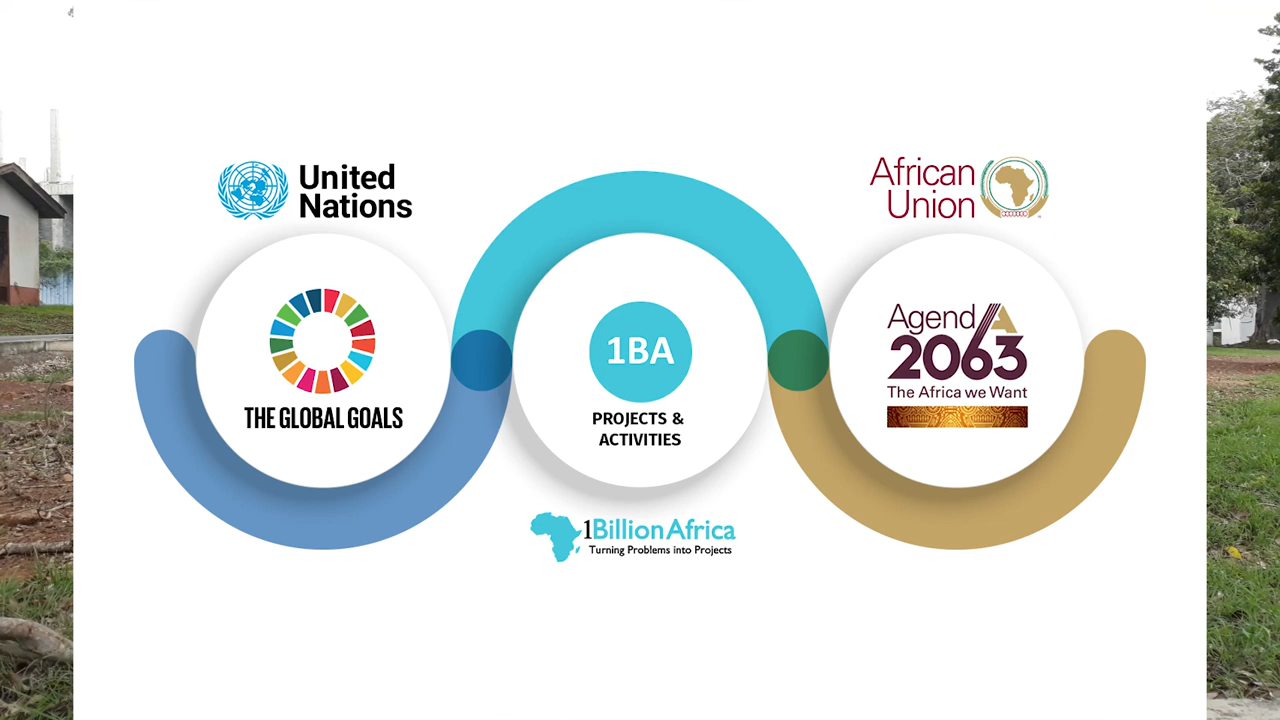 United
Nations
African
Union
THE GLOBAL GOALS
1BA
PROJECTS &
ACTIVITIES
Agenda
2063
The Africa we Want
1BillionAfrica
Turning Problems into Projects